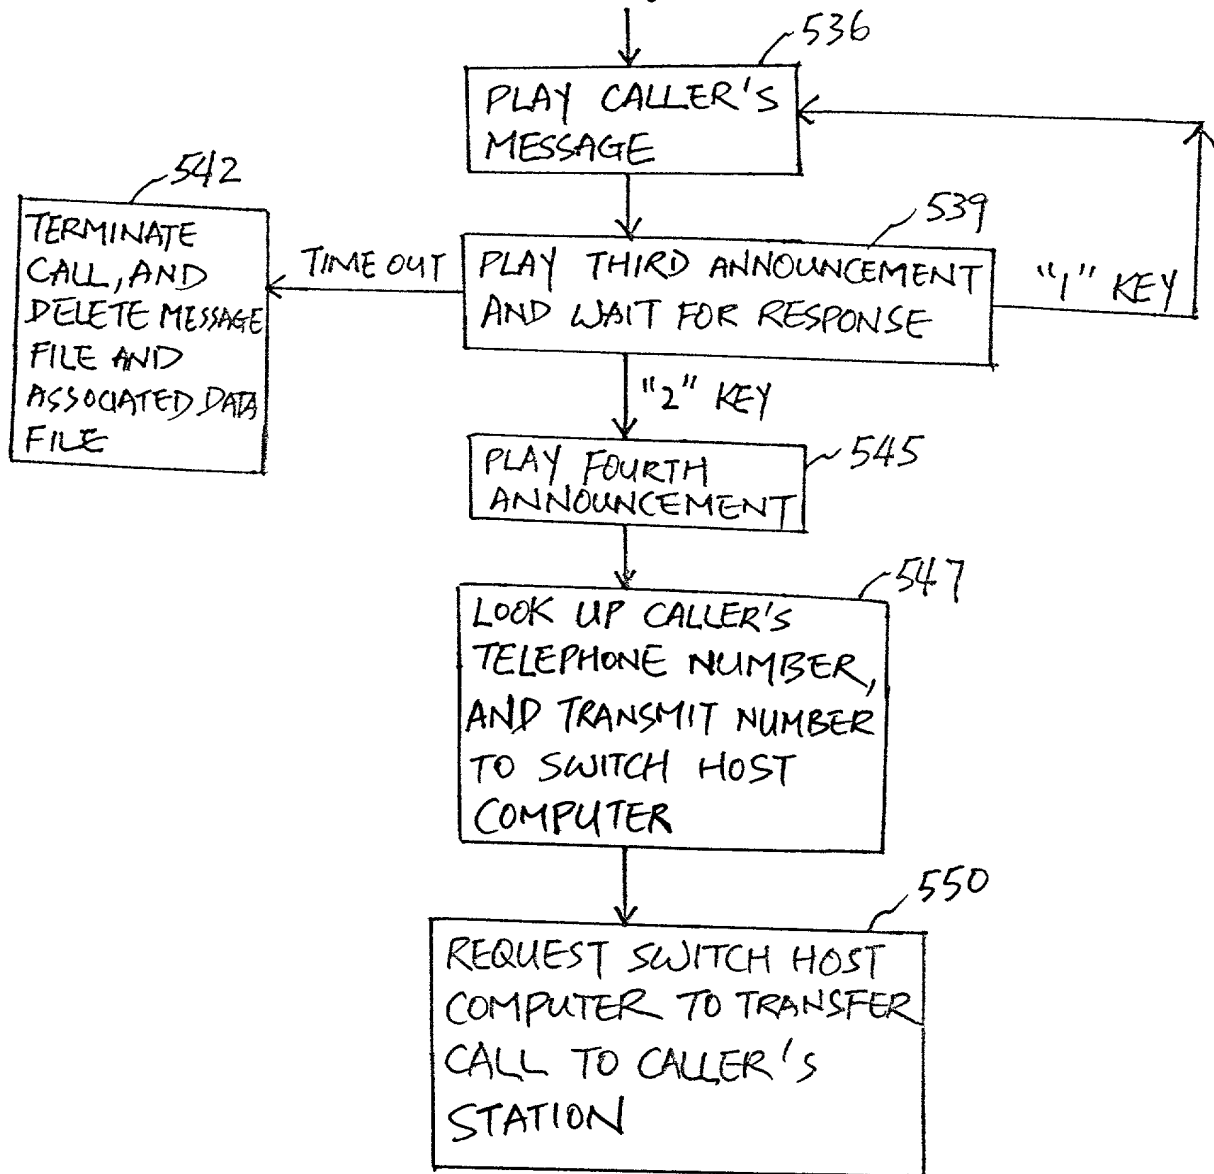 536
PLAY CALLER'S
MESSAGE
542
TERMINATE
CALL, AND
DELETE MESSAGE
FILE AND
ASSOCIATED DATA
FILE
TIME OUT
539
PLAY THIRD ANNOUNCEMENT
AND WAIT FOR RESPONSE
"1" KEY
"2" KEY
545
PLAY FOURTH
ANNOUNCEMENT
547
LOOK UP CALLER'S
TELEPHONE NUMBER,
AND TRANSMIT NUMBER
TO SWITCH HOST
COMPUTER
550
REQUEST SWITCH HOST
COMPUTER TO TRANSFER
CALL TO CALLER'S
STATION